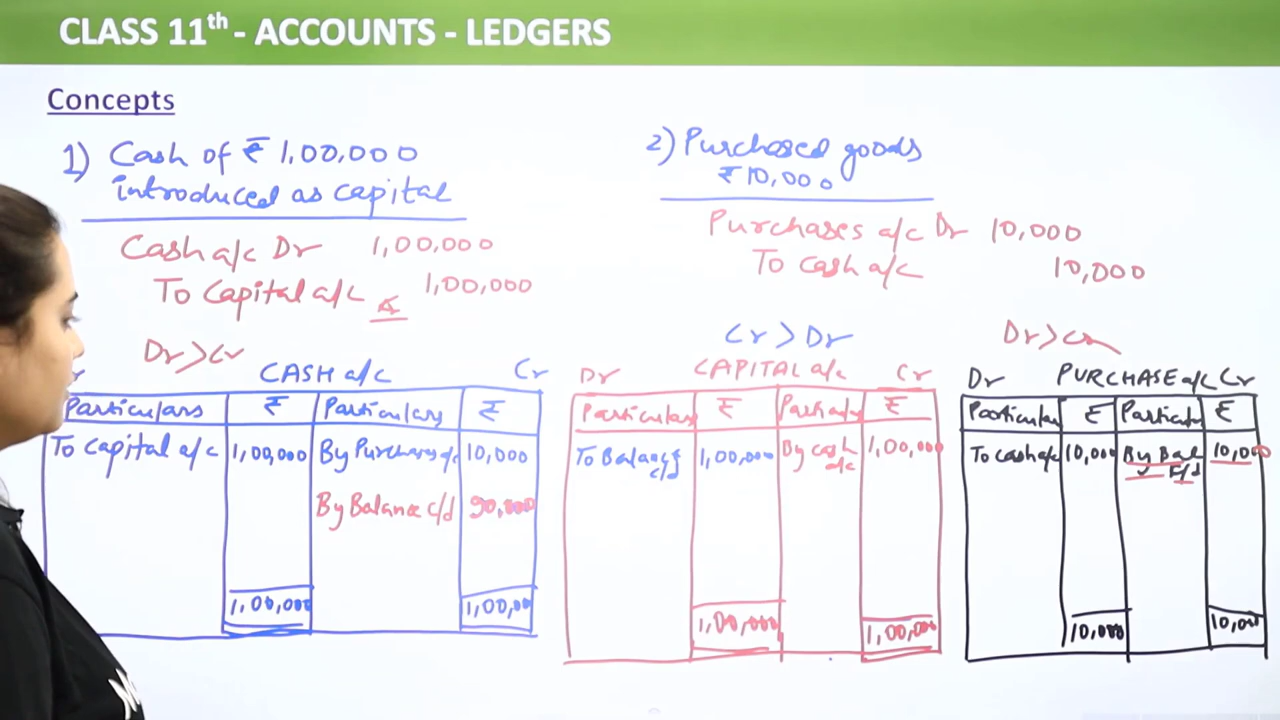 CLASS 11th - ACCOUNTS - LEDGERS
Concepts
1) Cash of ₹ 1,00,000
introduced as capital
Cash a/c Dr 1,00,000
To Capital a/c 1,00,000
2) Purchased goods
₹10,000
Purchases a/c Dr 10,000
To Cash a/c 10,000
Dr > Cr
CASH a/c Cr
Particulars ₹ Particulars ₹
To Capital a/c 1,00,000 By Purchases a/c 10,000
By Balance c/d 90,000
1,00,000 1,00,000
Cr > Dr
Dr CAPITAL a/c Cr
Particulars ₹ Particulars ₹
To Balance c/d 1,00,000 By cash a/c 1,00,000
1,00,000 1,00,000
Dr > Cr
Dr PURCHASE a/c Cr
Particular ₹ Particular ₹
To cash a/c 10,000 By Bal c/d 10,000
10,000 10,000